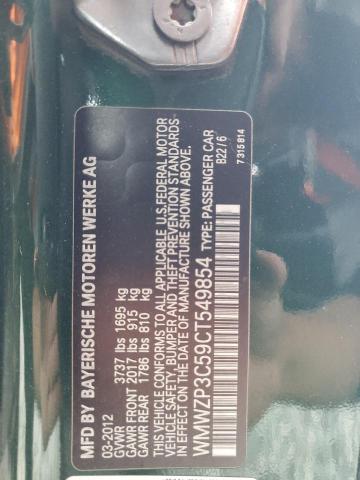 MFD BY BAYERISCHE MOTOREN WERKE AG
03-2012
GVWR 3737 lbs 1695 kg
GAWR FRONT 2017 lbs 915 kg
GAWR REAR 1786 lbs 810 kg
THIS VEHICLE CONFORMS TO ALL APPLICABLE U.S. FEDERAL MOTOR
VEHICLE SAFETY, BUMPER, AND THEFT PREVENTION STANDARDS
IN EFFECT ON THE DATE OF MANUFACTURE SHOWN ABOVE.
WMWZP3C59CT549854 TYPE: PASSENGER CAR
B22/6
7 315 814